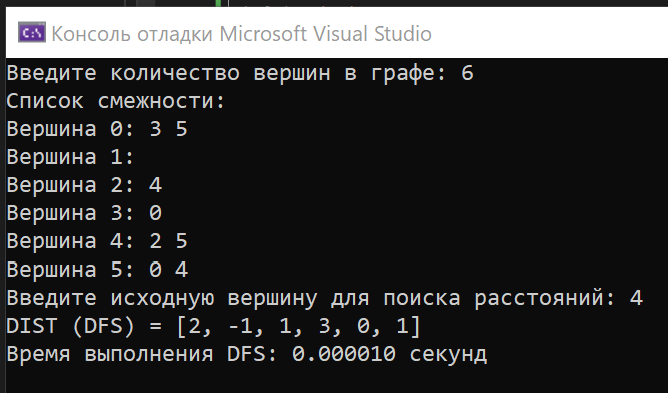 Консоль отладки Microsoft Visual Studio
Введите количество вершин в графе: 6
Список смежности:
Вершина 0: 3 5
Вершина 1:
Вершина 2: 4
Вершина 3: 0
Вершина 4: 2 5
Вершина 5: 0 4
Введите исходную вершину для поиска расстояний: 4
DIST (DFS) = [2, -1, 1, 3, 0, 1]
Время выполнения DFS: 0.000010 секунд